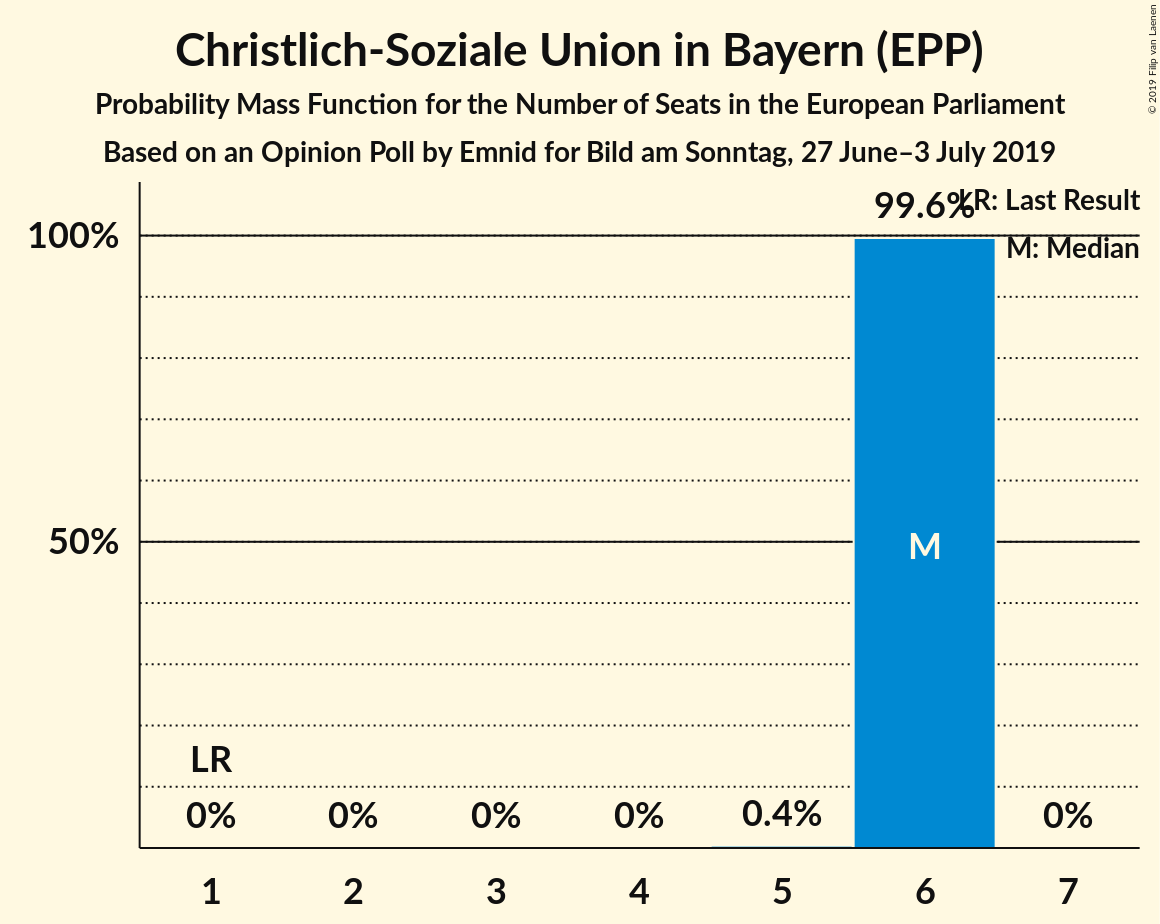 Christlich-Soziale Union in Bayern (EPP)
Probability Mass Function for the Number of Seats in the European Parliament
Based on an Opinion Poll by Emnid for Bild am Sonntag, 27 June–3 July 2019
© 2019 Filip van Laenen
99.6%
LR: Last Result
100%
M: Median
50%
M
LR
0%
0%
0%
0%
0.4%
0%
1
2
3
4
5
6
7